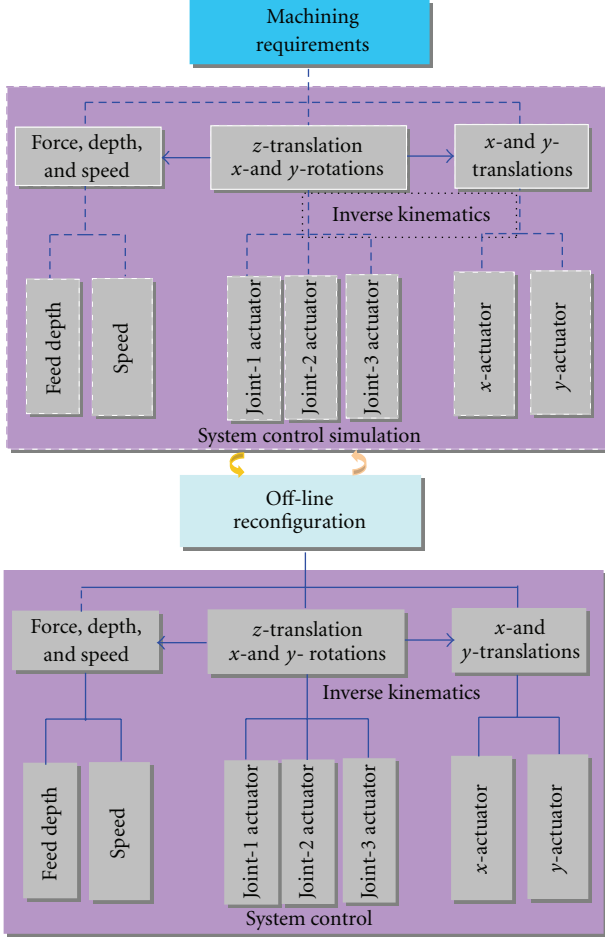 Machining
requirements
Force, depth,
and speed
z-translation
x-and y-rotations
x-and y-
translations
Inverse kinematics
Feed depth
Speed
Joint-1 actuator
Joint-2 actuator
Joint-3 actuator
x-actuator
y-actuator
System control simulation
Off-line
reconfiguration
Force, depth,
and speed
z-translation
x-and y- rotations
x-and
y-translations
Inverse kinematics
Feed depth
Speed
Joint-1 actuator
Joint-2 actuator
Joint-3 actuator
x-actuator
y-actuator
System control